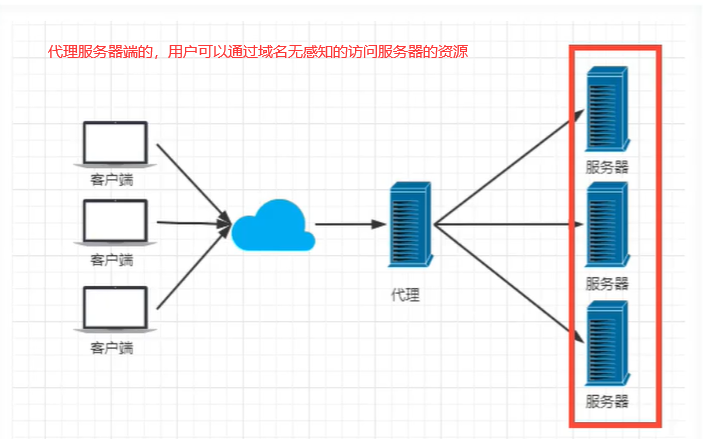 代理服务器端的，用户可以通过域名无感知的访问服务器的资源
客户端
客户端
客户端
代理
服务器
服务器
服务器